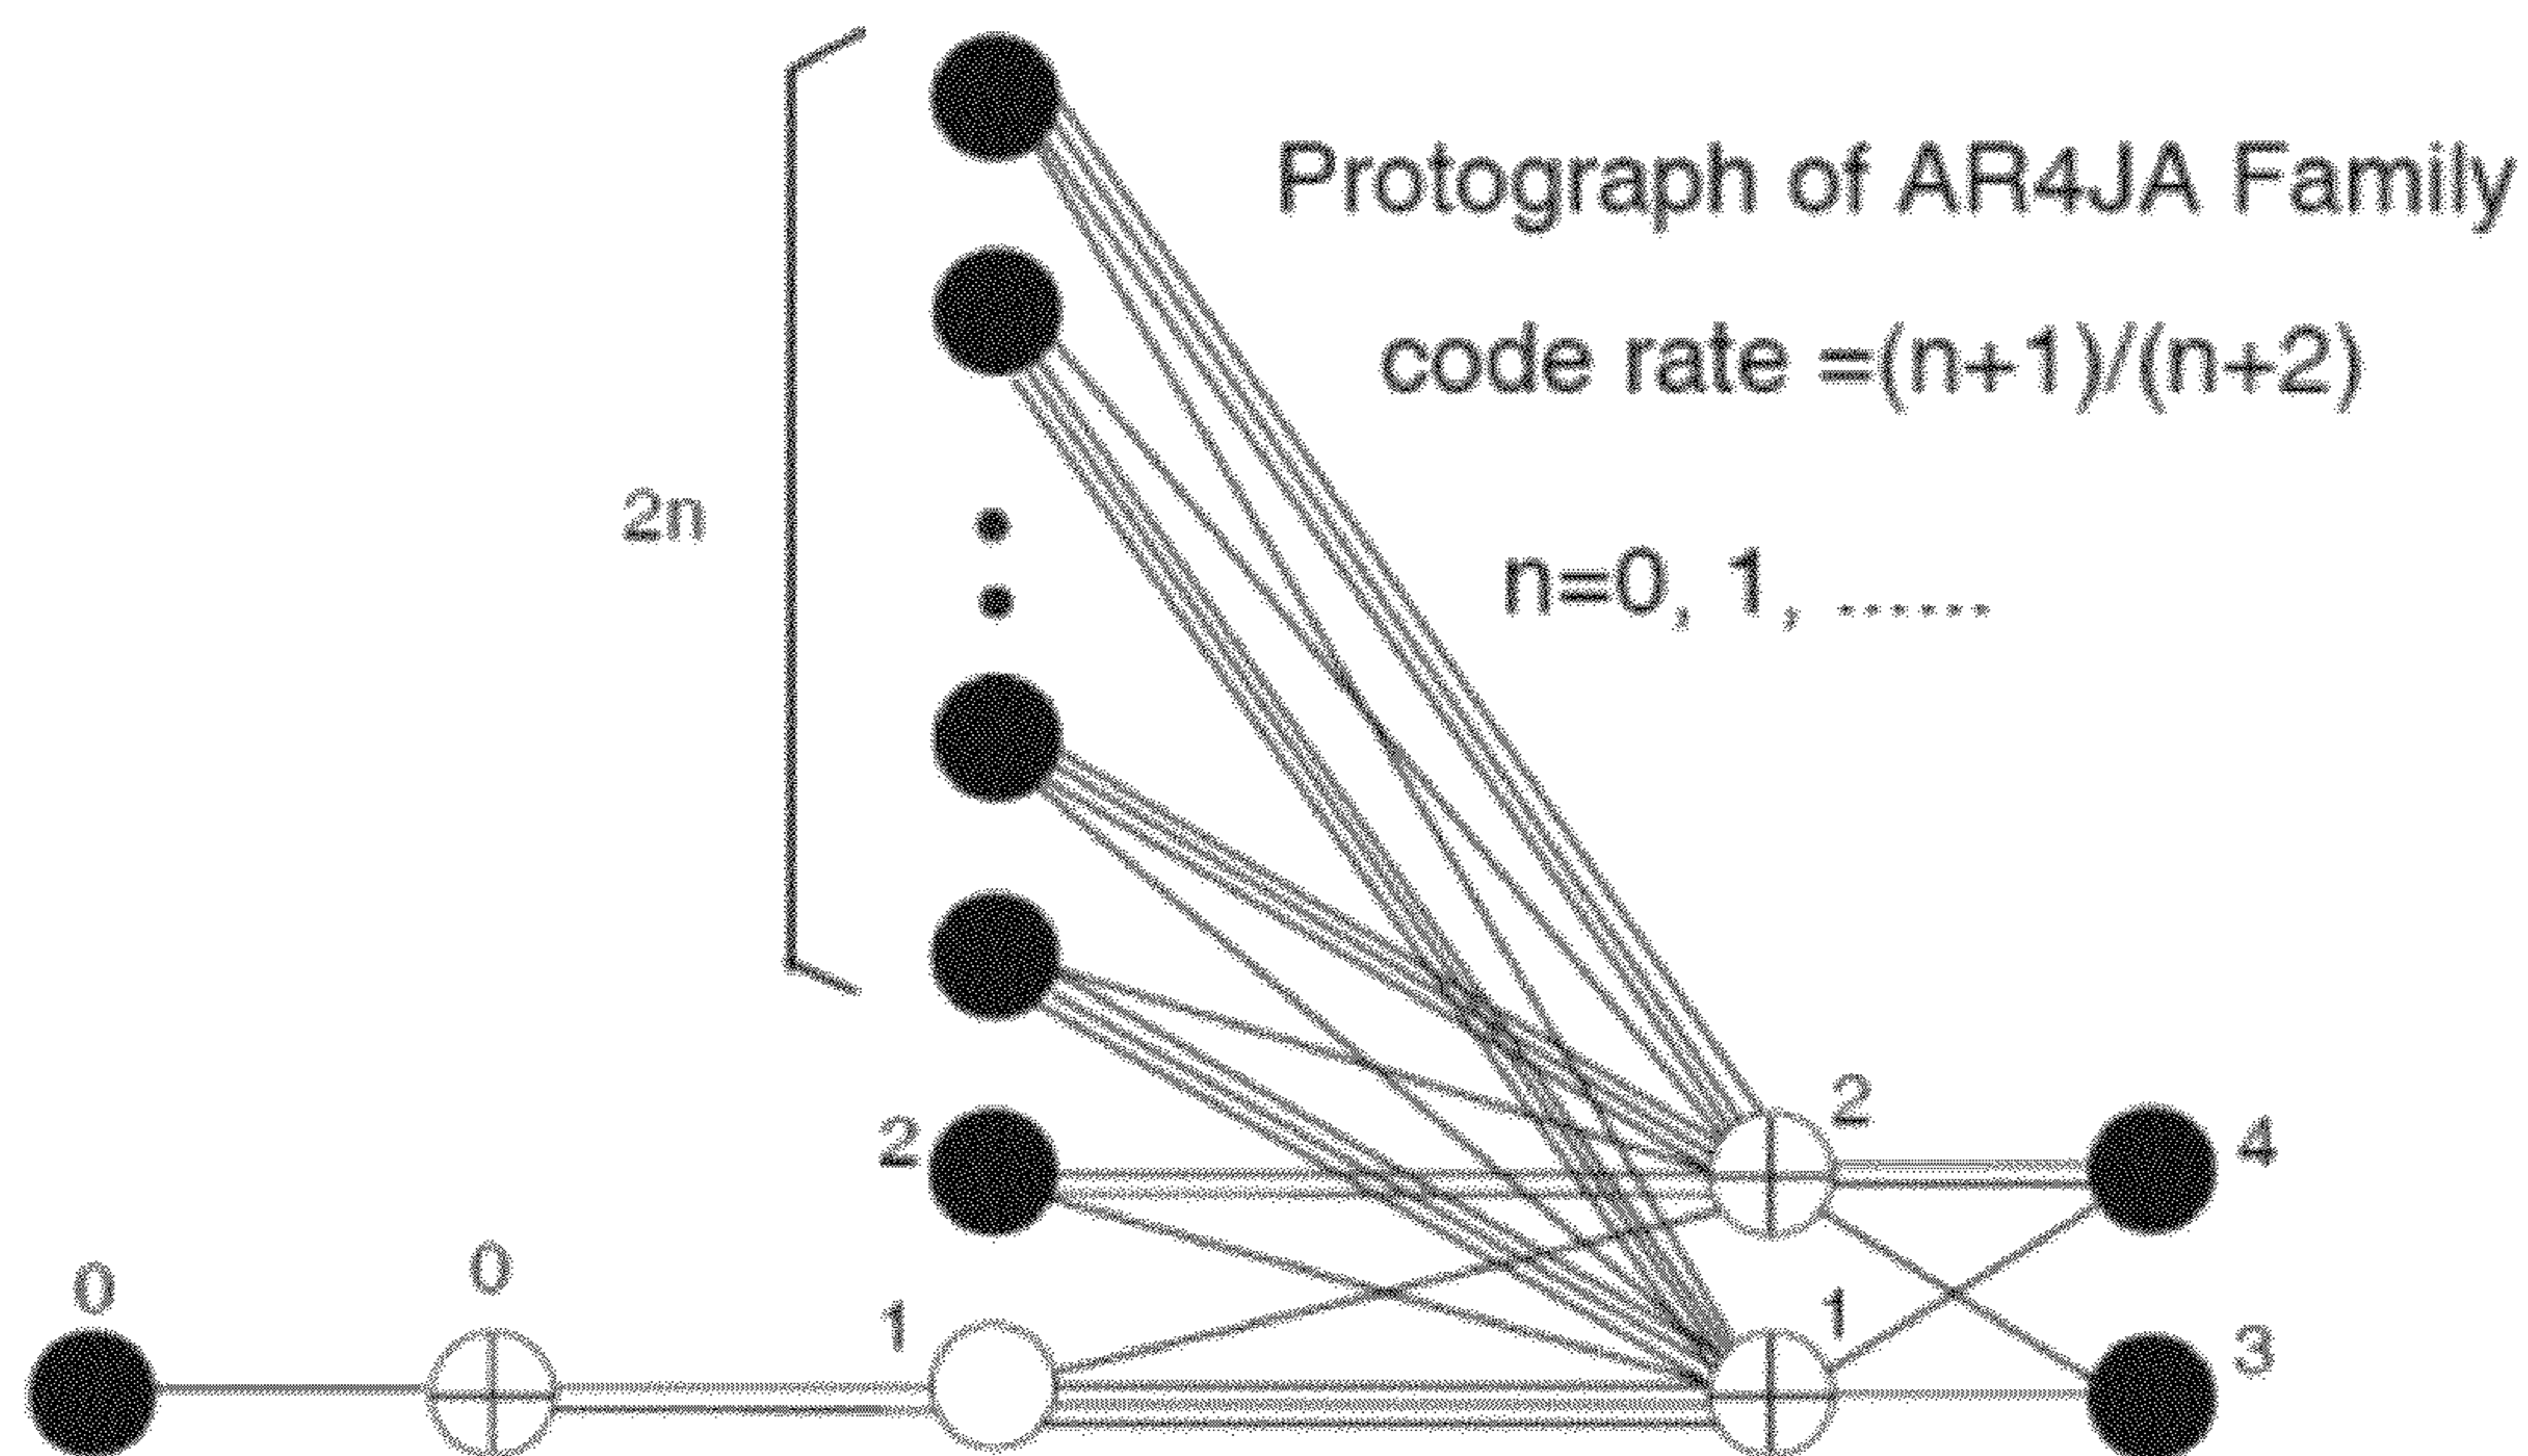 Protograph of AR4JA Family
code rate =(n+1)/(n+2)
2n
n=0, 1, ......
2
2
4
0
0
1
1
3